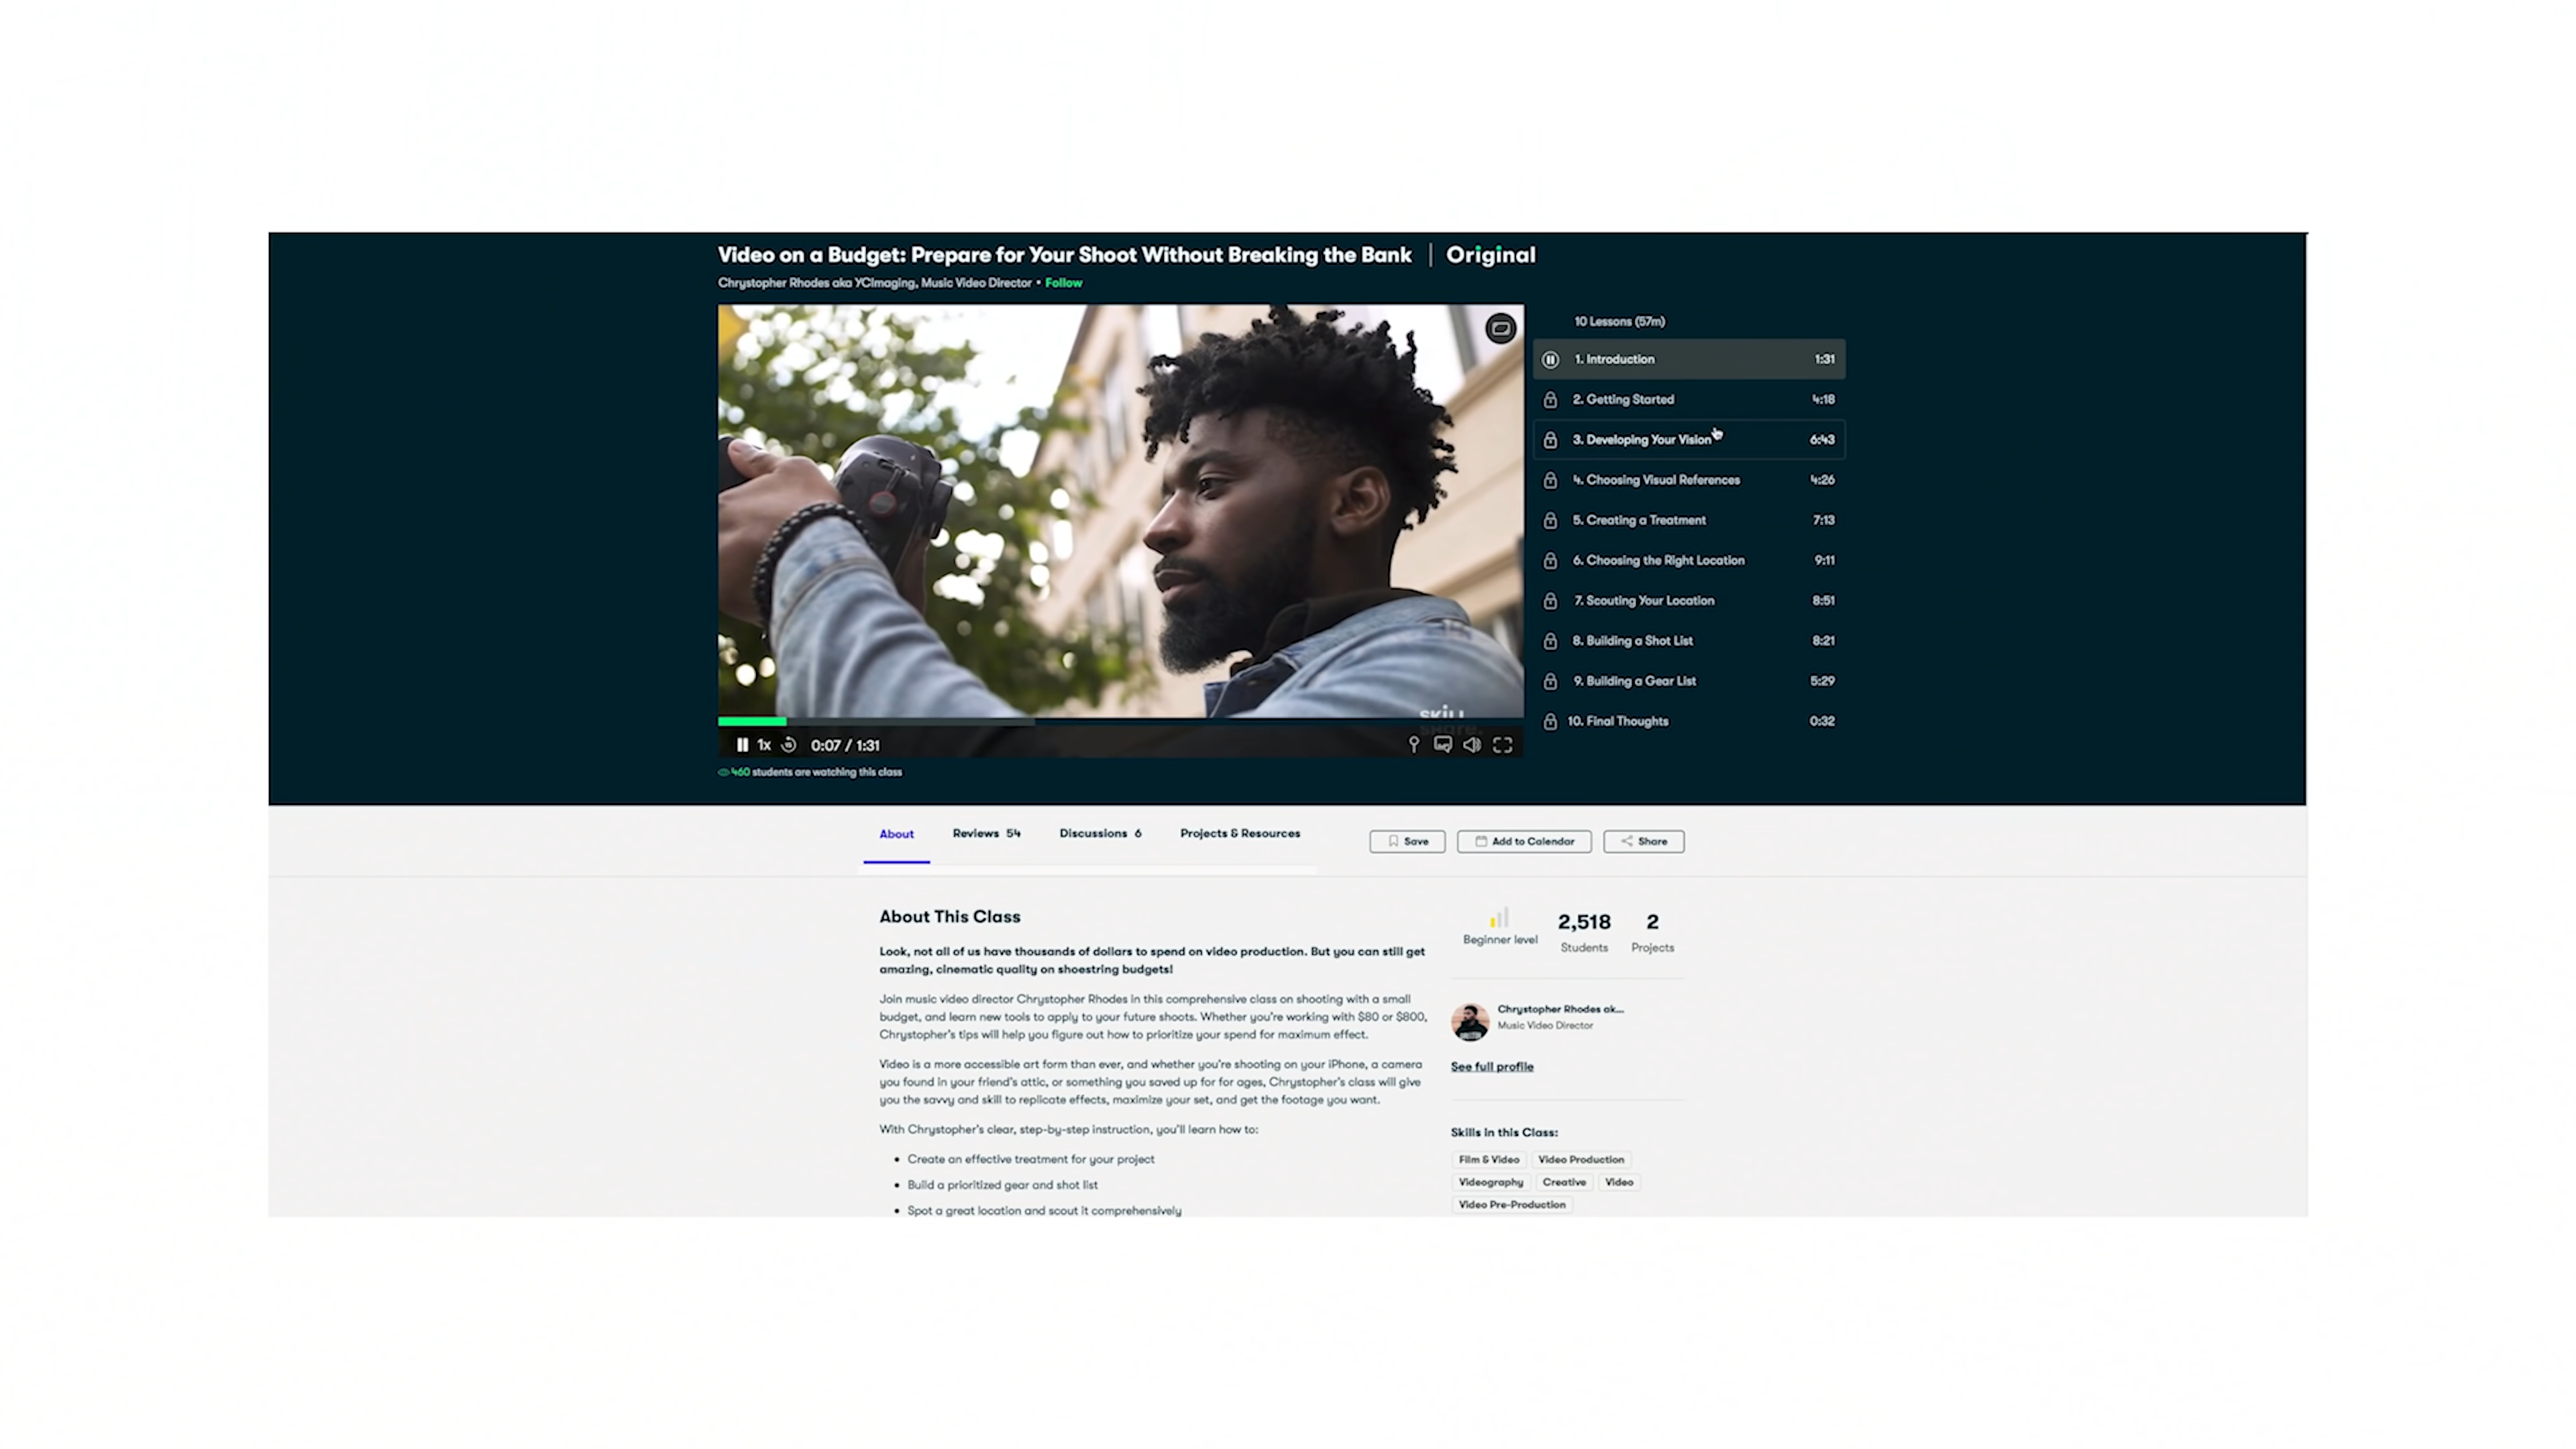 Video on a Budget: Prepare for Your Shoot Without Breaking the Bank | Original
Chrystopher Rhodes aka YCImaging, Music Video Director • Follow
10 Lessons (57m)
1. Introduction 1:31
2. Getting Started 4:18
3. Developing Your Vision 6:43
4. Choosing Visual References 4:26
5. Creating a Treatment 7:13
6. Choosing the Right Location 9:11
7. Scouting Your Location 8:51
8. Building a Shot List 8:21
9. Building a Gear List 5:29
10. Final Thoughts 0:32
SKILL
SHARE.
1x 15 0:07 / 1:31
460 students are watching this class
About Reviews 54 Discussions 6 Projects & Resources Save Add to Calendar Share
About This Class
Look, not all of us have thousands of dollars to spend on video production. But you can still get
amazing, cinematic quality on shoestring budgets!
Join music video director Chrystopher Rhodes in this comprehensive class on shooting with a small
budget, and learn new tools to apply to your future shoots. Whether you're working with $80 or $800,
Chrystopher's tips will help you figure out how to prioritize your spend for maximum effect.
Video is a more accessible art form than ever, and whether you're shooting on your iPhone, a camera
you found in your friend's attic, or something you saved up for for ages, Chrystopher's class will give
you the savvy and skill to replicate effects, maximize your set, and get the footage you want.
With Chrystopher's clear, step-by-step instruction, you'll learn how to:
• Create an effective treatment for your project
• Build a prioritized gear and shot list
• Spot a great location and scout it comprehensively
Beginner level
2,518
Students
2
Projects
Chrystopher Rhodes ak...
Music Video Director
See full profile
Skills in this Class:
Film & Video Video Production
Videography Creative Video
Video Pre-Production